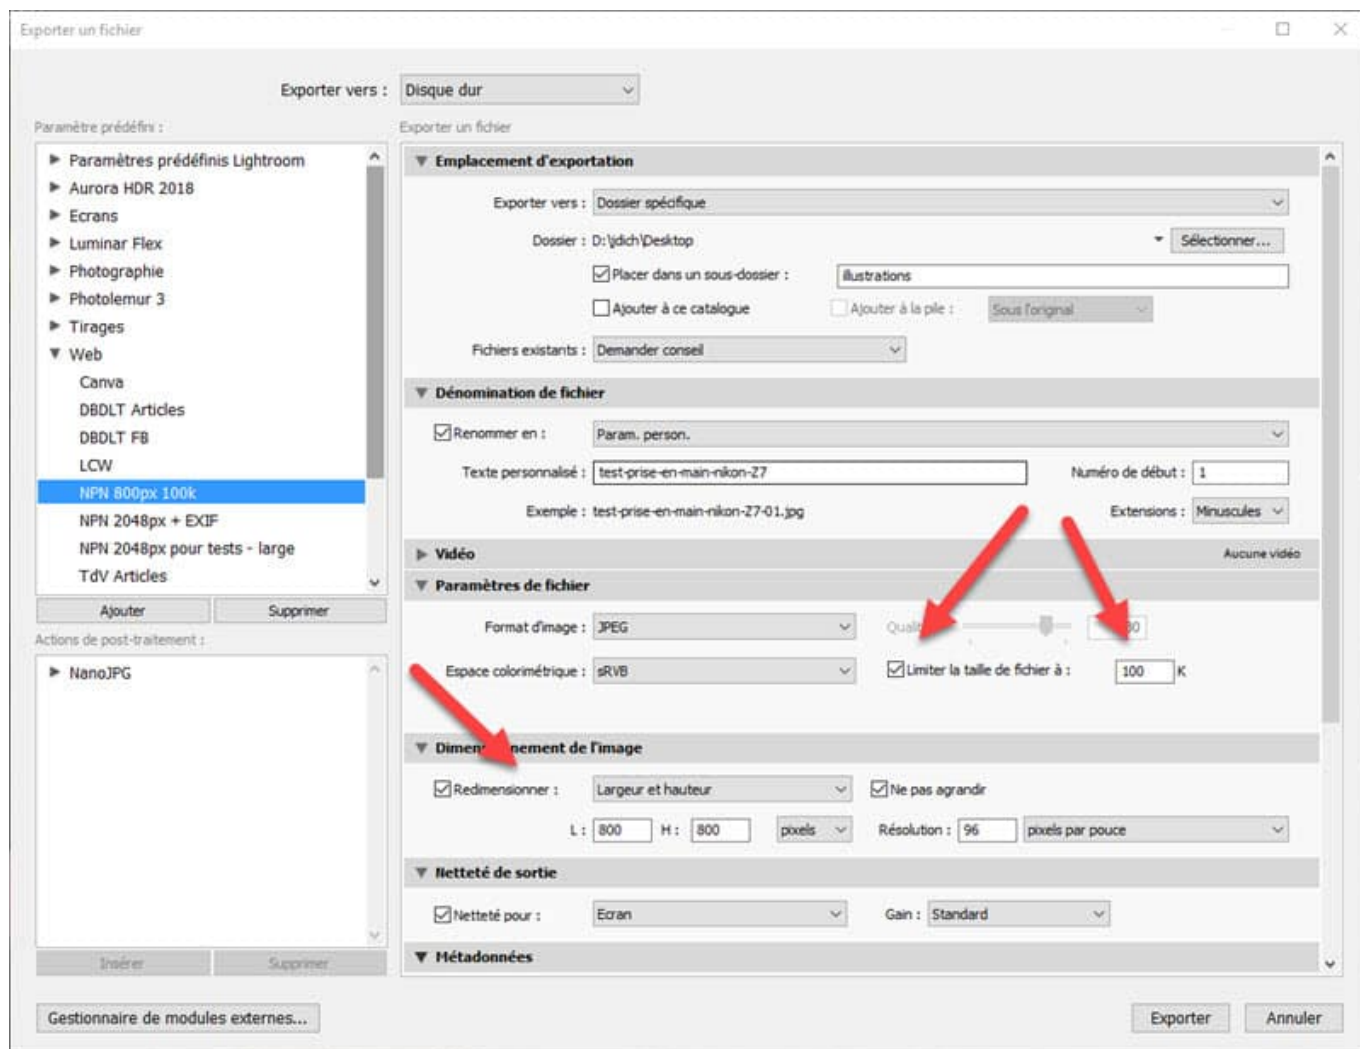 Exporter un fichier
Exporter vers : Disque dur
Paramètre prédéfini :
Paramètres prédéfinis Lightroom
Aurora HDR 2018
Ecrans
Luminar Flex
Photographie
Photolemur 3
Tirages
Web
Canva
DBDLT Articles
DBDLT FB
LCW
NPN 800px 100k
NPN 2048px + EXIF
NPN 2048px pour tests - large
TdV Articles
Ajouter Supprimer
Actions de post-traitement :
NanoJPG
Insérer Supprimer
Exporter un fichier
Emplacement d'exportation
Exporter vers : Dossier spécifique
Dossier : D:\jdich\Desktop Sélectionner...
Placer dans un sous-dossier : illustrations
Ajouter à ce catalogue Ajouter à la pile : Sous l'original
Fichiers existants : Demander conseil
Dénomination de fichier
Renommer en : Param. person.
Texte personnalisé : test-prise-en-main-nikon-Z7 Numéro de début : 1
Exemple : test-prise-en-main-nikon-Z7-01.jpg Extensions : Minuscules
Vidéo Aucune vidéo
Paramètres de fichier
Format d'image : JPEG
Espace colorimétrique : sRVB Limiter la taille de fichier à : 100 K
de l'image
Redimensionner : Largeur et hauteur Ne pas agrandir
L : 800 H : 800 pixels Résolution : 96 pixels par pouce
Netteté de sortie
Netteté pour : Ecran Gain : Standard
Métadonnées
Gestionnaire de modules externes... Exporter Annuler